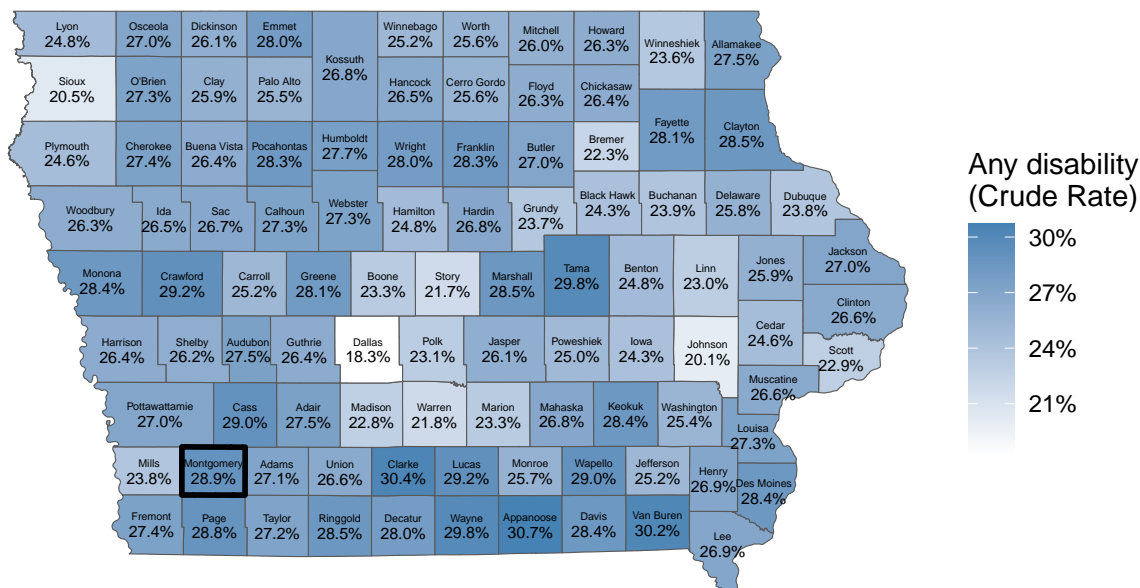 Lyon
24.8%
Osceola
27.0%
Dickinson
26.1%
Emmet
28.0%
Kossuth
26.8%
Winnebago
25.2%
Worth
25.6%
Mitchell
26.0%
Howard
26.3%
Winneshiek
23.6%
Allamakee
27.5%
Sioux
20.5%
O'Brien
27.3%
Clay
25.9%
Palo Alto
25.5%
Hancock
26.5%
Cerro Gordo
25.6%
Floyd
26.3%
Chickasaw
26.4%
Fayette
28.1%
Clayton
28.5%
Plymouth
24.6%
Cherokee
27.4%
Buena Vista
26.4%
Pocahontas
28.3%
Humboldt
27.7%
Wright
28.0%
Franklin
28.3%
Butler
27.0%
Bremer
22.3%
Woodbury
26.3%
Ida
26.5%
Sac
26.7%
Calhoun
27.3%
Webster
27.3%
Hamilton
24.8%
Hardin
26.8%
Grundy
23.7%
Black Hawk
24.3%
Buchanan
23.9%
Delaware
25.8%
Dubuque
23.8%
Monona
28.4%
Crawford
29.2%
Carroll
25.2%
Greene
28.1%
Boone
23.3%
Story
21.7%
Marshall
28.5%
Tama
29.8%
Benton
24.8%
Linn
23.0%
Jones
25.9%
Jackson
27.0%
Clinton
26.6%
Harrison
26.4%
Shelby
26.2%
Audubon
27.5%
Guthrie
26.4%
Dallas
18.3%
Polk
23.1%
Jasper
26.1%
Poweshiek
25.0%
Iowa
24.3%
Johnson
20.1%
Cedar
24.6%
Scott
22.9%
Muscatine
26.6%
Pottawattamie
27.0%
Cass
29.0%
Adair
27.5%
Madison
22.8%
Warren
21.8%
Marion
23.3%
Mahaska
26.8%
Keokuk
28.4%
Washington
25.4%
Louisa
27.3%
Mills
23.8%
Montgomery
28.9%
Adams
27.1%
Union
26.6%
Clarke
30.4%
Lucas
29.2%
Monroe
25.7%
Wapello
29.0%
Jefferson
25.2%
Henry
26.9%
Des Moines
28.4%
Fremont
27.4%
Page
28.8%
Taylor
27.2%
Ringgold
28.5%
Decatur
28.0%
Wayne
29.8%
Appanoose
30.7%
Davis
28.4%
Van Buren
30.2%
Lee
26.9%
Any disability
(Crude Rate)
30%
27%
24%
21%